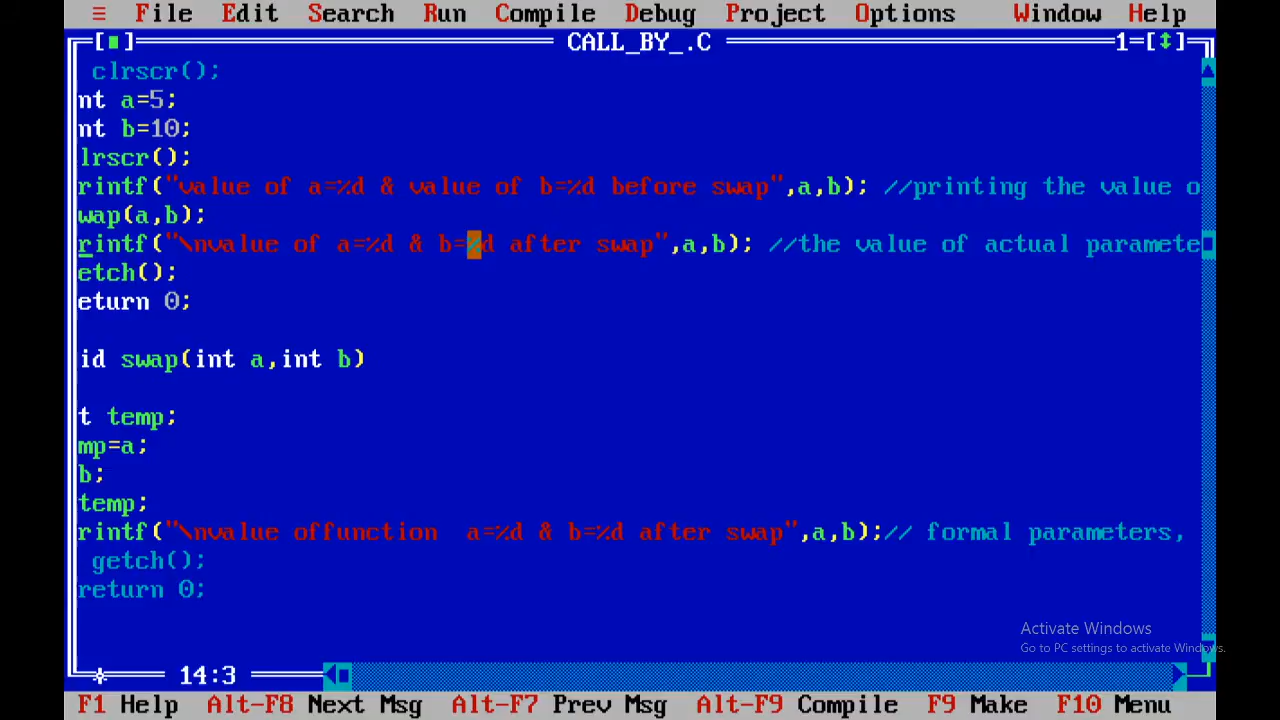 ≡ File Edit Search Run Compile Debug Project Options Window Help
[■] CALL_BY_.C 1=[↕]
clrscr();
nt a=5;
nt b=10;
lrscr();
rintf("value of a=%d & value of b=%d before swap",a,b); //printing the value o
wap(a,b);
rintf("\nvalue of a=%d & b=%d after swap",a,b); //the value of actual paramete
etch();
eturn 0;
id swap(int a,int b)
t temp;
mp=a;
b;
temp;
rintf("\nvalue offunction  a=%d & b=%d after swap",a,b);// formal parameters,
getch();
return 0;
Activate Windows
Go to PC settings to activate Windows.
14:3
F1 Help Alt-F8 Next Msg Alt-F7 Prev Msg Alt-F9 Compile F9 Make F10 Menu